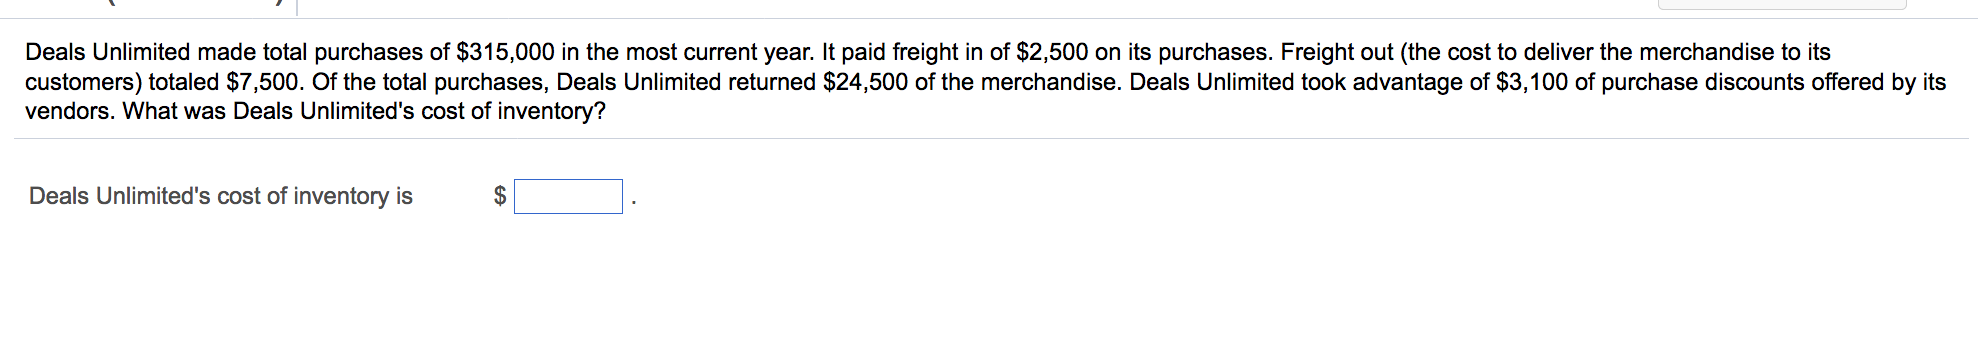 Deals Unlimited made total purchases of $315,000 in the most current year. It paid freight in of $2,500 on its purchases. Freight out (the cost to deliver the merchandise to its
customers) totaled $7,500. Of the total purchases, Deals Unlimited returned $24,500 of the merchandise. Deals Unlimited took advantage of $3,100 of purchase discounts offered by its
vendors. What was Deals Unlimited's cost of inventory?
Deals Unlimited's cost of inventory is $ .